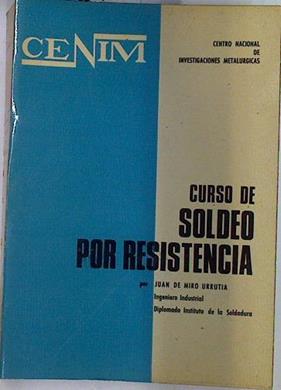 CENIM
CENTRO NACIONAL
DE
INVESTIGACIONES METALURGICAS
CURSO DE
SOLDEO
POR RESISTENCIA
por JUAN DE MIRO URRUTIA
Ingeniero Industrial
Diplomado Instituto de la Soldadura